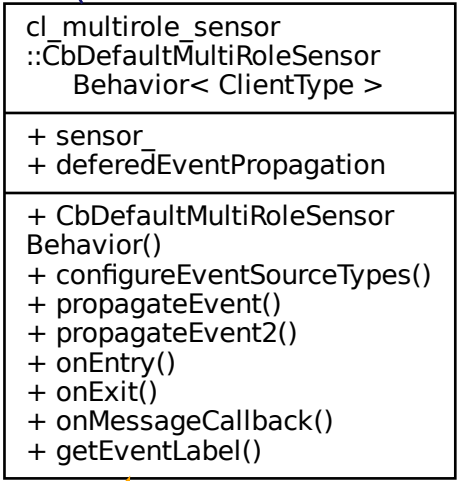 cl_multirole_sensor
::CbDefaultMultiRoleSensor
Behavior< ClientType >
+ sensor_
+ deferedEventPropagation
+ CbDefaultMultiRoleSensor
Behavior()
+ configureEventSourceTypes()
+ propagateEvent()
+ propagateEvent2()
+ onEntry()
+ onExit()
+ onMessageCallback()
+ getEventLabel()